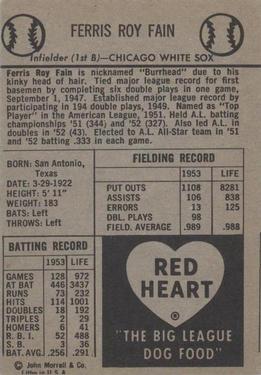 FERRIS ROY FAIN
Infielder (1st B)—CHICAGO WHITE SOX
Ferris Roy Fain is nicknamed "Burrhead" due to his
kinky head of hair. Tied major league record for first
basemen by completing six double plays in one game,
September 1, 1947. Established major league record by
participating in 194 double plays, 1949. Named as "Top
Player" in the American League, 1951. Held A.L. batting
championships '51 (344) '52 (327). Also led A.L. in
doubles in '52 (43). Elected to A.L. All-Star team in '51
and '52 batting .333 in each game.
BORN: San Antonio,
Texas
DATE: 3-29-1922
HEIGHT: 5' 11"
WEIGHT: 183
BATS: Left
THROWS: Left
FIELDING RECORD
1953 LIFE
PUT OUTS 1108 8281
ASSISTS 106 838
ERRORS 13 125
DBL. PLAYS 98
FIELD. AVERAGE .989 .988
BATTING RECORD
1953 LIFE
GAMES 128 972
AT BAT 446 3437
RUNS 73 232
HITS 114 1001
DOUBLES 18 192
TRIPLES 2 29
HOMERS 6 41
R. B. I. 52 488
S. B. 3 36
BAT. AVG. .256 .291
© John Morrell & Co.
Litho in U.S.A.
RED
HEART
®
"THE BIG LEAGUE
DOG FOOD"